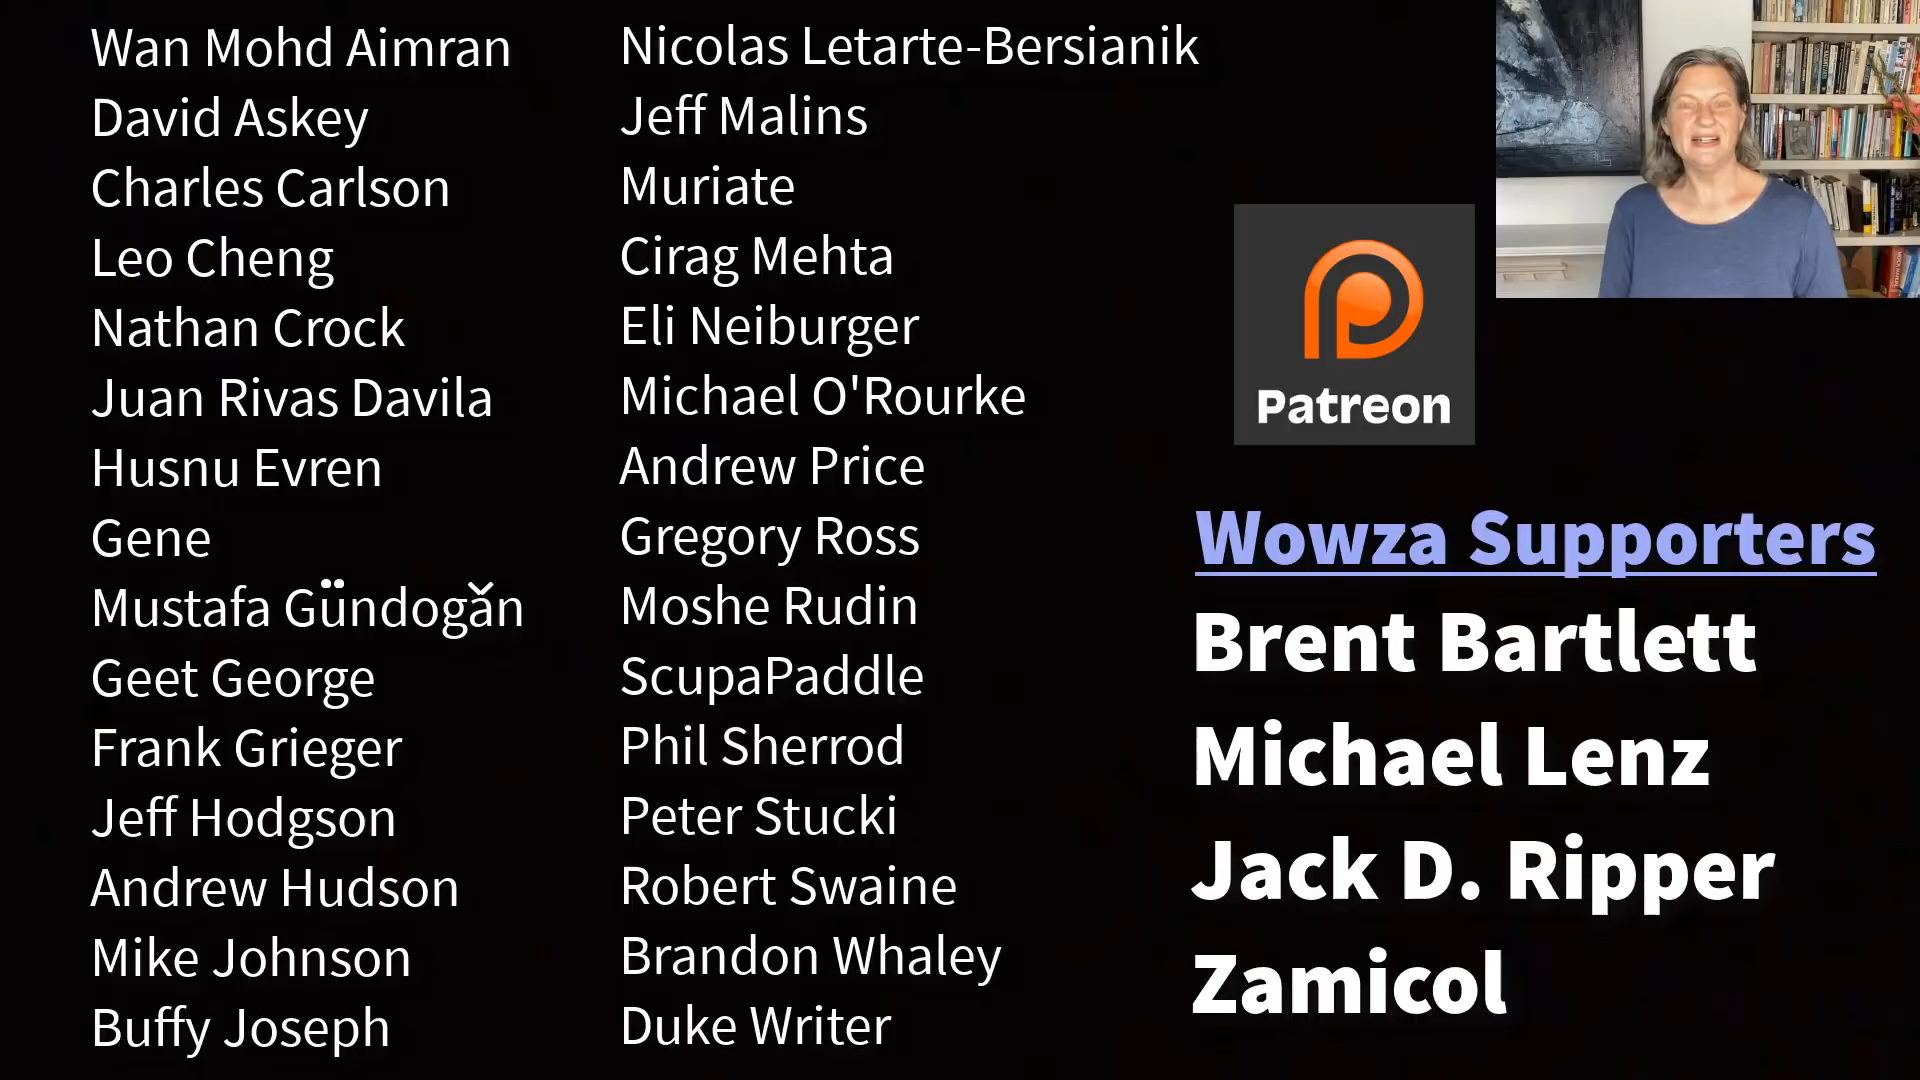 Wan Mohd Aimran
David Askey
Charles Carlson
Leo Cheng
Nathan Crock
Juan Rivas Davila
Husnu Evren
Gene
Mustafa Gündogǎn
Geet George
Frank Grieger
Jeff Hodgson
Andrew Hudson
Mike Johnson
Buffy Joseph
Nicolas Letarte-Bersianik
Jeff Malins
Muriate
Cirag Mehta
Eli Neiburger
Michael O'Rourke
Andrew Price
Gregory Ross
Moshe Rudin
ScupaPaddle
Phil Sherrod
Peter Stucki
Robert Swaine
Brandon Whaley
Duke Writer
Patreon
Wowza Supporters
Brent Bartlett
Michael Lenz
Jack D. Ripper
Zamicol